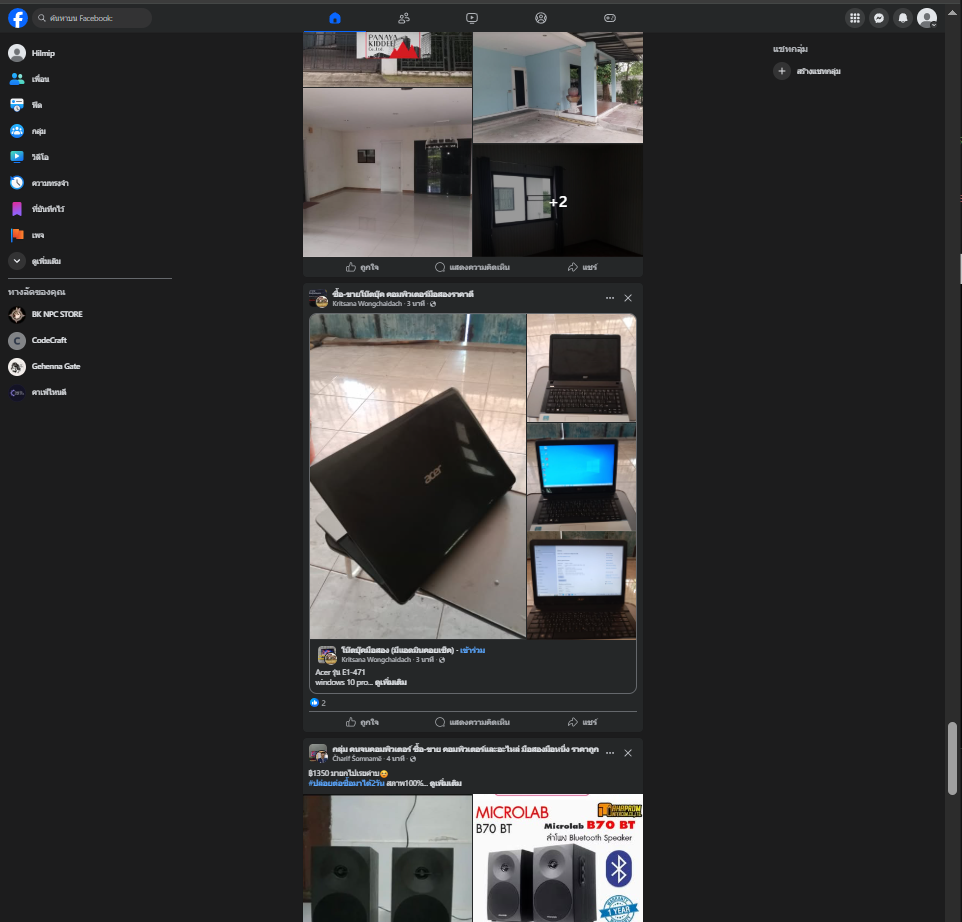 ค้นหาบน Facebook
Hilmip
เพื่อน
ฟีด
กลุ่ม
วิดีโอ
ความทรงจำ
ที่บันทึกไว้
เพจ
ดูเพิ่มเติม
ทางลัดของคุณ
BK NPC STORE
C CodeCraft
Gehenna Gate
คาเฟ่ไหนดี
แชทกลุ่ม
สร้างแชทกลุ่ม
PANAYA
KIDDEE
Co.,Ltd.
+2
ถูกใจ
แสดงความคิดเห็น
แชร์
ซื้อ-ขายโน๊ตบุ๊ค คอมพิวเตอร์มือสองราคาดี
Kritsana Wongchaidach · 3 นาที ·
acer
โน๊ตบุ๊คมือสอง (มีแอดมินคอยเช็ค) · เข้าร่วม
Kritsana Wongchaidach · 3 นาที ·
Acer รุ่น E1-471
windows 10 pro... ดูเพิ่มเติม
2
ถูกใจ
แสดงความคิดเห็น
แชร์
กลุ่ม คนจนคอมพิวเตอร์ ซื้อ-ขาย คอมพิวเตอร์และอะไหล่ มือสองมือหนึ่ง ราคาถูก
Charif Somnamē · 4 นาที ·
฿1350 มายกไปเลยค่าบ😊
#ปล่อยต่อซื้อมาได้2วัน สภาพ100%... ดูเพิ่มเติม
MICROLAB
B70 BT
Microlab B70 BT
ลำโพง Bluetooth Speaker
WARRANTY
1 YEAR